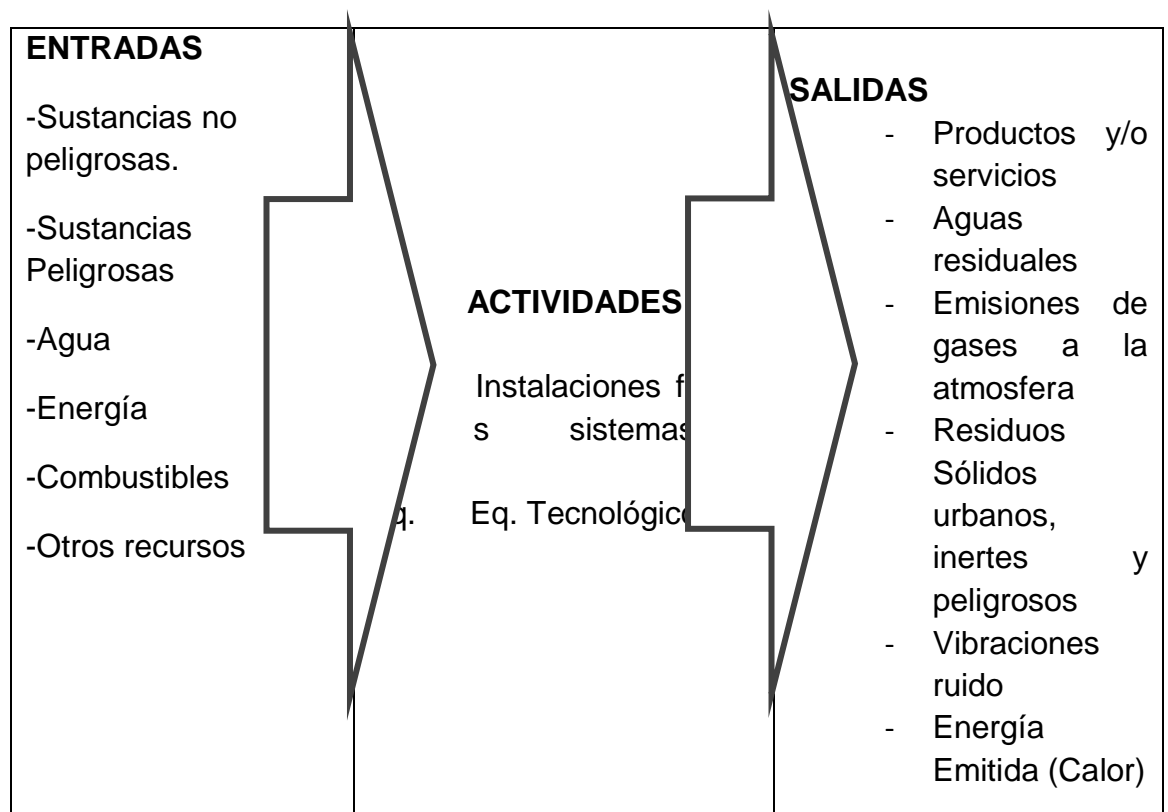 ENTRADAS
-Sustancias no
peligrosas.
-Sustancias
Peligrosas
-Agua
-Energía
-Combustibles
-Otros recursos
ACTIVIDADES
Instalaciones
s sistemas
Eq. Tecnológico
SALIDAS
- Productos y/o
servicios
- Aguas
residuales
- Emisiones de
gases a la
atmosfera
- Residuos
Sólidos
urbanos,
inertes y
peligrosos
- Vibraciones
ruido
- Energía
Emitida (Calor)